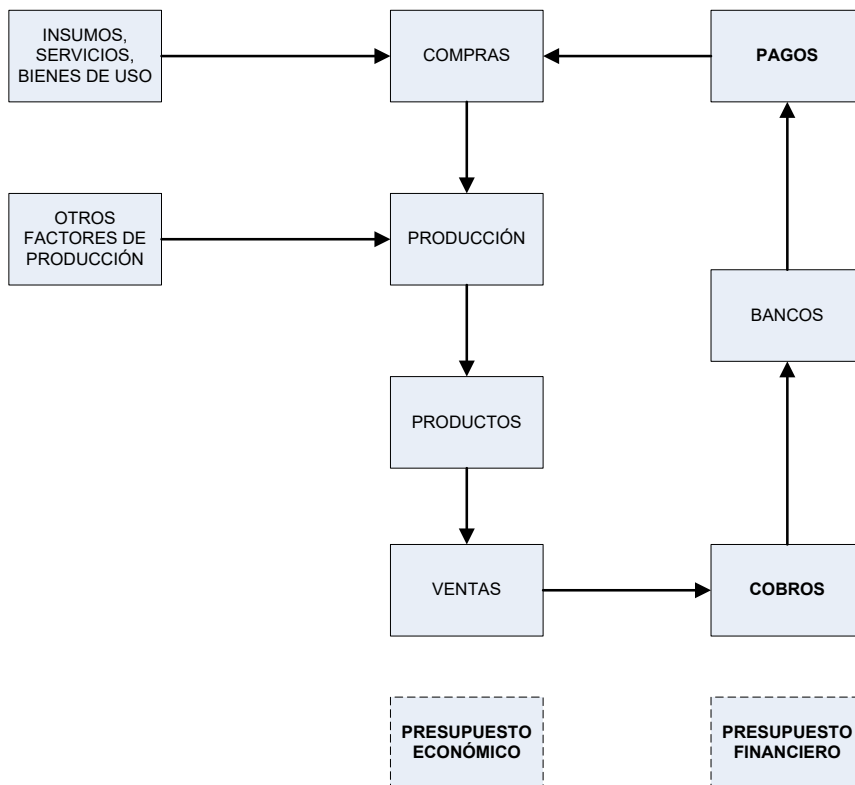 INSUMOS,
SERVICIOS,
BIENES DE USO
COMPRAS
PAGOS
OTROS
FACTORES DE
PRODUCCIÓN
PRODUCCIÓN
BANCOS
PRODUCTOS
VENTAS
COBROS
PRESUPUESTO
ECONÓMICO
PRESUPUESTO
FINANCIERO